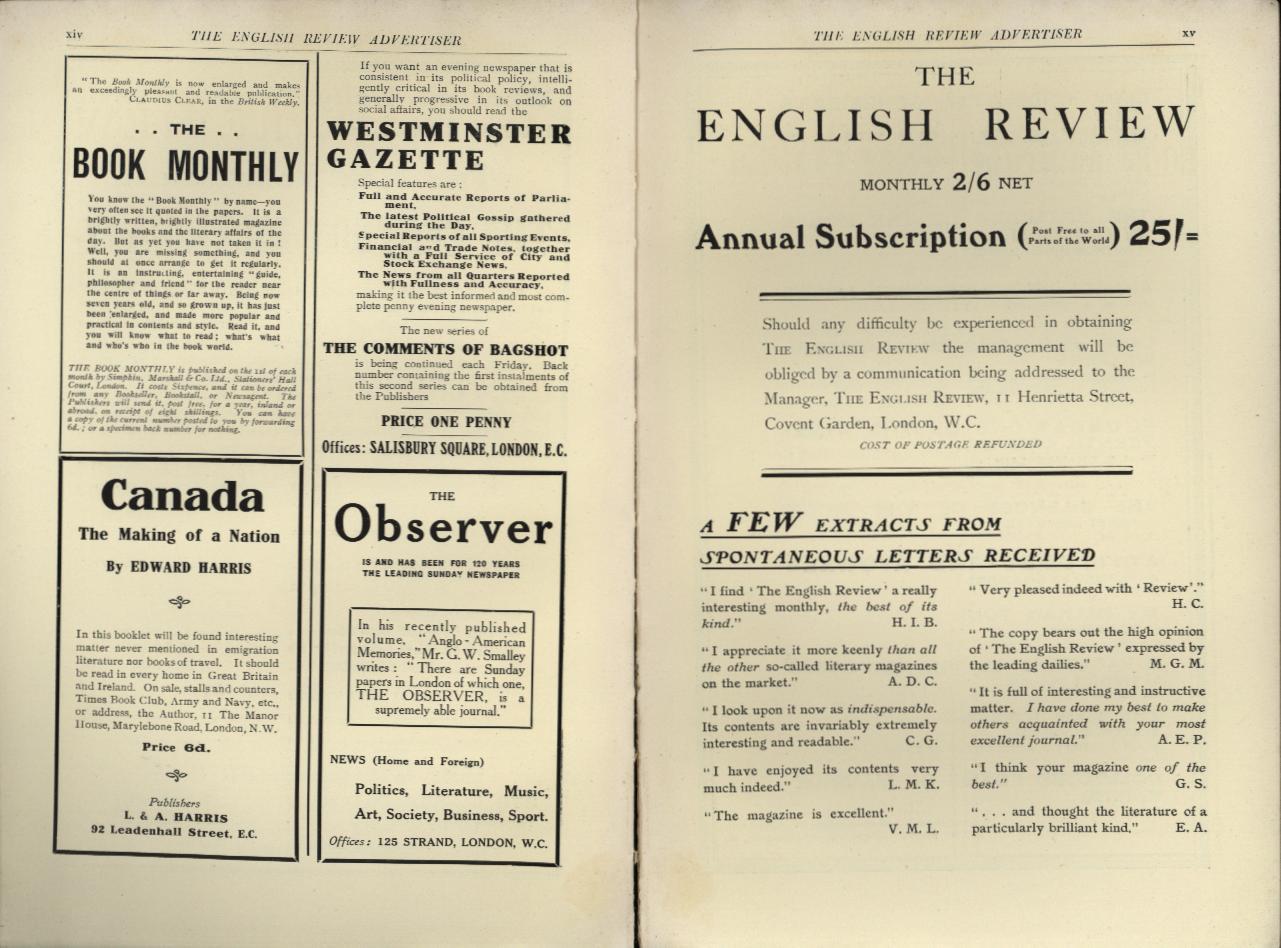 xiv
THE ENGLISH REVIEW ADVERTISER
"The Book Monthly is now enlarged and makes
an exceedingly pleasant and readable publication."
CLAUDIUS CLEAR, in the British Weekly.
. . THE . .
BOOK MONTHLY
You know the "Book Monthly" by name—you
very often see it quoted in the papers. It is a
brightly written, brightly illustrated magazine
about the books and the literary affairs of the
day. But as yet you have not taken it in!
Well, you are missing something, and you
should at once arrange to get it regularly.
It is an instructing, entertaining "guide,
philosopher and friend" for the reader near
the centre of things or far away. Being now
seven years old, and so grown up, it has just
been enlarged, and made more popular and
practical in contents and style. Read it, and
you will know what to read; what's what
and who's who in the book world.
THE BOOK MONTHLY is published on the 1st of each
month by Simpkin, Marshall & Co. Ltd., Stationers' Hall
Court, London. It costs Sixpence, and it can be ordered
from any Bookseller, Bookstall, or Newsagent. The
Publishers will send it, post free, for a year, inland or
abroad, on receipt of eight shillings. You can have
a copy of the current number posted to you by forwarding
6d.; or a specimen back number for nothing.
Canada
The Making of a Nation
By EDWARD HARRIS
In this booklet will be found interesting
matter never mentioned in emigration
literature nor books of travel. It should
be read in every home in Great Britain
and Ireland. On sale, stalls and counters,
Times Book Club, Army and Navy, etc.,
or address, the Author, 11 The Manor
House, Marylebone Road, London, N.W.
Price 6d.
Publishers
L. & A. HARRIS
92 Leadenhall Street, E.C.
If you want an evening newspaper that is
consistent in its political policy, intelli-
gently critical in its book reviews, and
generally progressive in its outlook on
social affairs, you should read the
WESTMINSTER
GAZETTE
Special features are :
Full and Accurate Reports of Parlia-
ment,
The latest Political Gossip gathered
during the Day,
Special Reports of all Sporting Events,
Financial and Trade Notes, together
with a Full Service of City and
Stock Exchange News,
The News from all Quarters Reported
with Fullness and Accuracy,
making it the best informed and most com-
plete penny evening newspaper.
The new series of
THE COMMENTS OF BAGSHOT
is being continued each Friday. Back
number containing the first instalments of
this second series can be obtained from
the Publishers
PRICE ONE PENNY
Offices: SALISBURY SQUARE, LONDON, E.C.
THE
Observer
IS AND HAS BEEN FOR 120 YEARS
THE LEADING SUNDAY NEWSPAPER
In his recently published
volume, "Anglo-American
Memories," Mr. G. W. Smalley
writes : "There are Sunday
papers in London of which one,
THE OBSERVER, is a
supremely able journal."
NEWS (Home and Foreign)
Politics, Literature, Music,
Art, Society, Business, Sport.
Offices: 125 STRAND, LONDON, W.C.
THE ENGLISH REVIEW ADVERTISER
xv
THE
ENGLISH REVIEW
MONTHLY 2/6 NET
Annual Subscription (Post Free to all Parts of the World) 25/=
Should any difficulty be experienced in obtaining
THE ENGLISH REVIEW the management will be
obliged by a communication being addressed to the
Manager, THE ENGLISH REVIEW, 11 Henrietta Street,
Covent Garden, London, W.C.
COST OF POSTAGE REFUNDED
A FEW EXTRACTS FROM
SPONTANEOUS LETTERS RECEIVED
"I find 'The English Review' a really
interesting monthly, the best of its
kind." H. I. B.
"I appreciate it more keenly than all
the other so-called literary magazines
on the market." A. D. C.
"I look upon it now as indispensable.
Its contents are invariably extremely
interesting and readable." C. G.
"I have enjoyed its contents very
much indeed." L. M. K.
"The magazine is excellent."
V. M. L.
"Very pleased indeed with 'Review'."
H. C.
"The copy bears out the high opinion
of 'The English Review' expressed by
the leading dailies." M. G. M.
"It is full of interesting and instructive
matter. I have done my best to make
others acquainted with your most
excellent journal." A. E. P.
"I think your magazine one of the
best." G. S.
". . . and thought the literature of a
particularly brilliant kind." E. A.